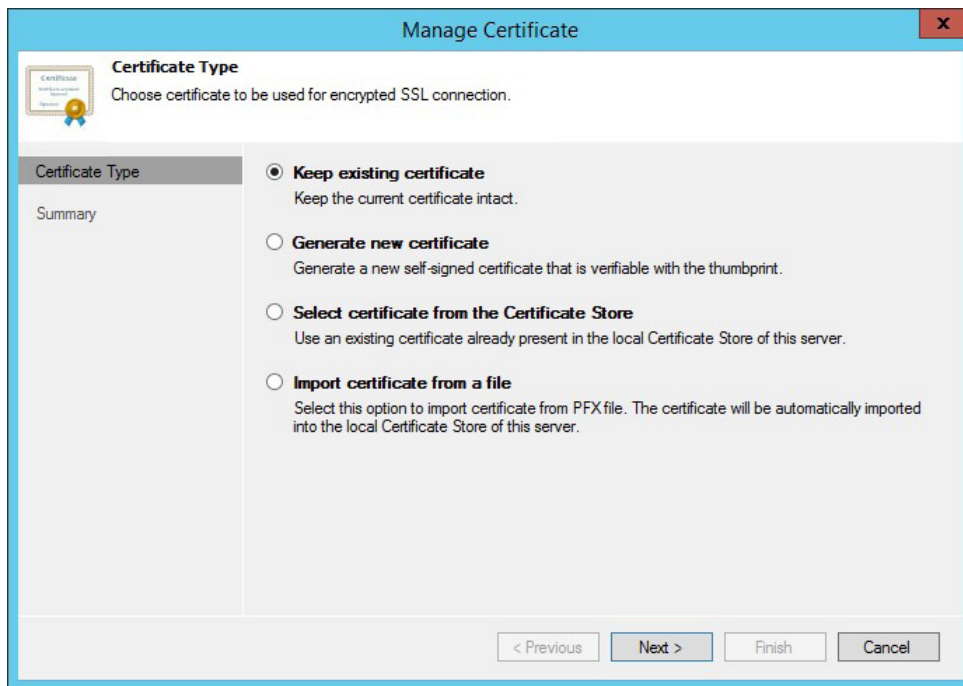 Manage Certificate
x
Certificate Type
Choose certificate to be used for encrypted SSL connection.
Certificate Type
Summary
Keep existing certificate
Keep the current certificate intact.
Generate new certificate
Generate a new self-signed certificate that is verifiable with the thumbprint.
Select certificate from the Certificate Store
Use an existing certificate already present in the local Certificate Store of this server.
Import certificate from a file
Select this option to import certificate from PFX file. The certificate will be automatically imported
into the local Certificate Store of this server.
< Previous
Next >
Finish
Cancel